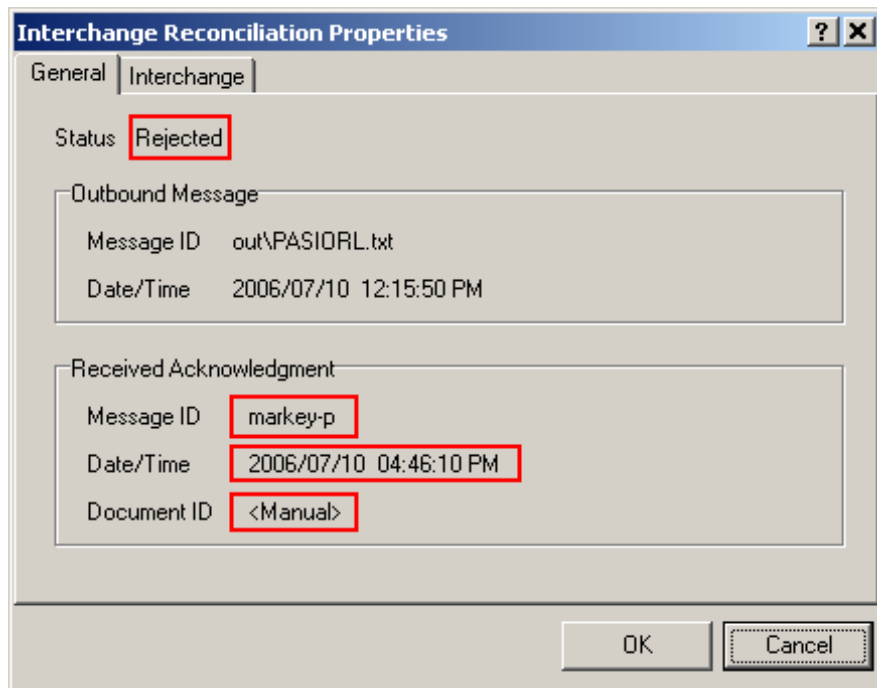 Interchange Reconciliation Properties
General Interchange
Status Rejected
Outbound Message
Message ID out\PASIORL.txt
Date/Time 2006/07/10 12:15:50 PM
Received Acknowledgment
Message ID markey-p
Date/Time 2006/07/10 04:46:10 PM
Document ID <Manual>
OK Cancel